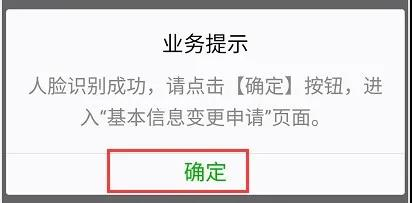 业务提示
人脸识别成功，请点击【确定】按钮，进
入“基本信息变更申请”页面。
确定